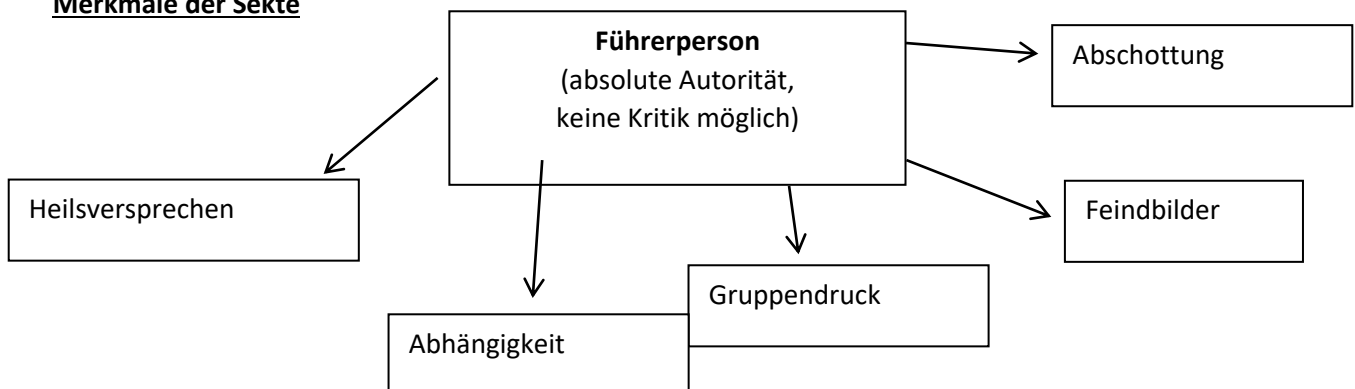 Merkmale der Sekte
Führerperson
(absolute Autorität,
keine Kritik möglich)
Abschottung
Heilsversprechen
Feindbilder
Gruppendruck
Abhängigkeit